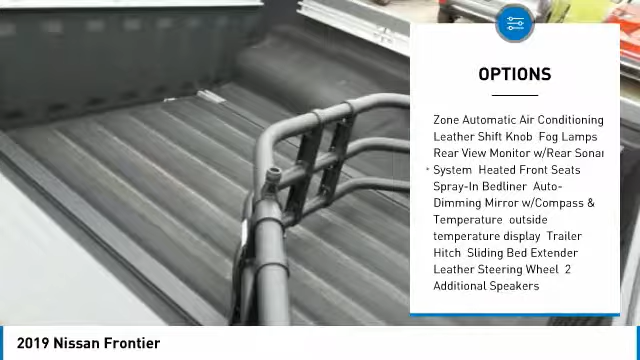 OPTIONS
Zone Automatic Air Conditioning
Leather Shift Knob Fog Lamps
Rear View Monitor w/Rear Sonar
System Heated Front Seats
Spray-In Bedliner Auto-
Dimming Mirror w/Compass &
Temperature outside
temperature display Trailer
Hitch Sliding Bed Extender
Leather Steering Wheel 2
Additional Speakers
2019 Nissan Frontier